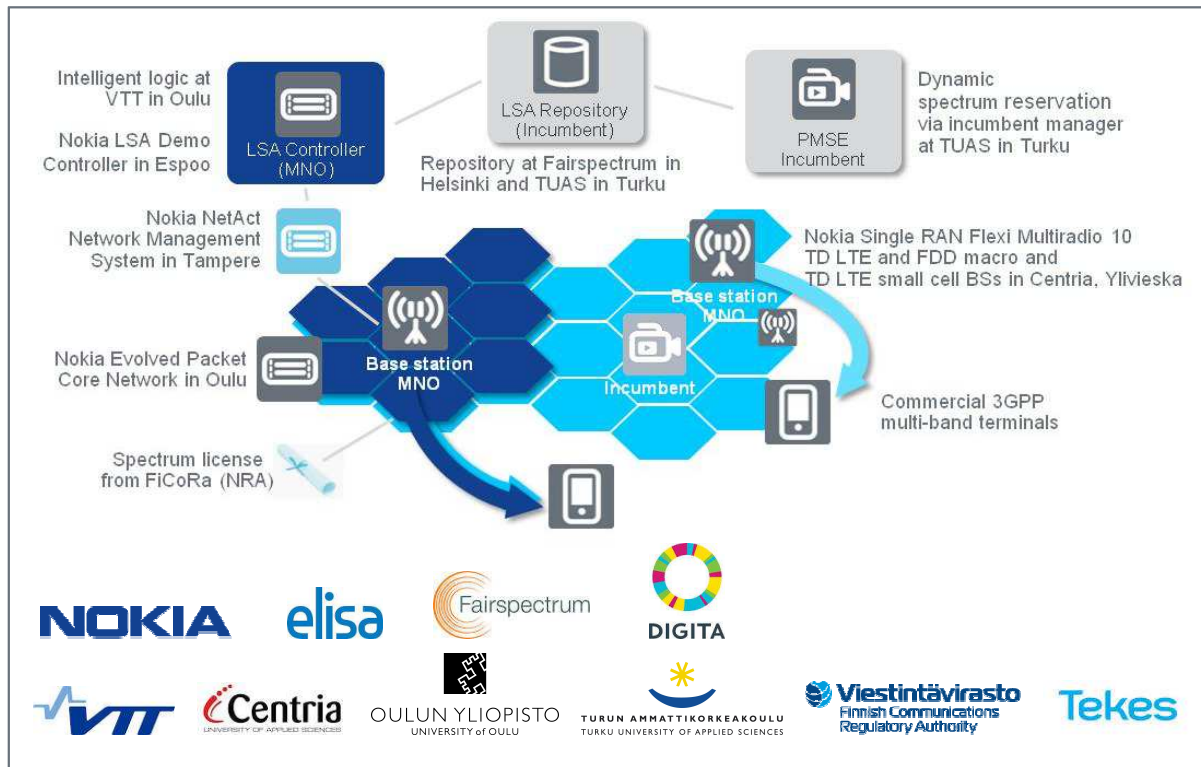 Intelligent logic at
VTT in Oulu
Nokia LSA Demo
Controller in Espoo
LSA Controller
(MNO)
LSA Repository
(Incumbent)
Repository at Fairspectrum in
Helsinki and TUAS in Turku
PMSE
Incumbent
Dynamic
spectrum reservation
via incumbent manager
at TUAS in Turku
Nokia NetAct
Network Management
System in Tampere
Nokia Single RAN Flexi Multiradio 10
TD LTE and FDD macro and
TD LTE small cell BSs in Centria, Ylivieska
Base station
MNO
Nokia Evolved Packet
Core Network in Oulu
Base station
MNO
Incumbent
Commercial 3GPP
multi-band terminals
Spectrum license
from FiCoRa (NRA)
NOKIA
elisa
Fairspectrum
DIGITA
VTT
Centria
UNIVERSITY OF APPLIED SCIENCES
OULUN YLIOPISTO
UNIVERSITY of OULU
TURUN AMMATTIKORKEAKOULU
TURKU UNIVERSITY OF APPLIED SCIENCES
Viestintävirasto
Finnish Communications
Regulatory Authority
Tekes